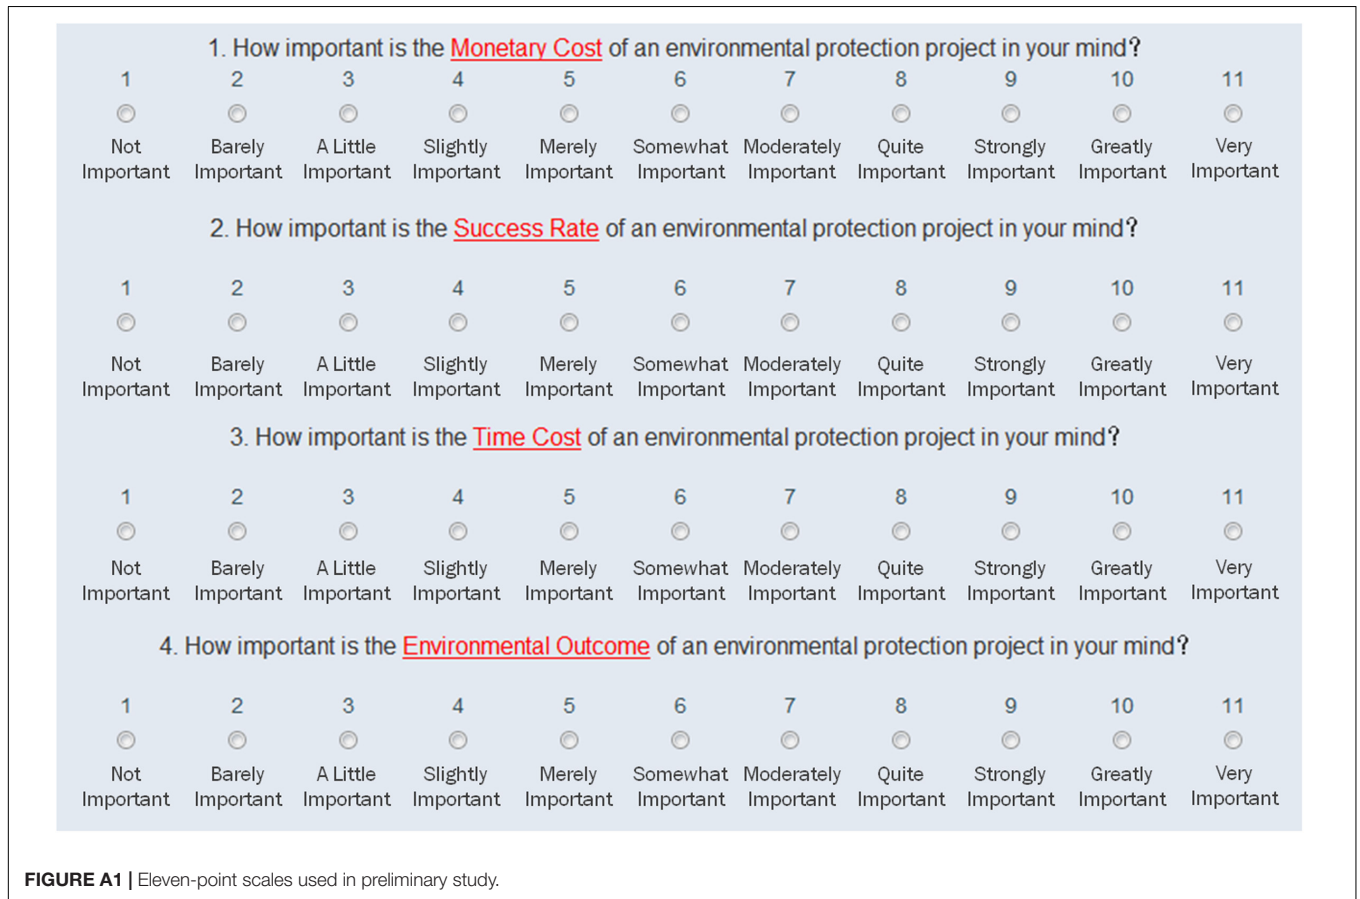 1. How important is the Monetary Cost of an environmental protection project in your mind?
1 2 3 4 5 6 7 8 9 10 11
Not Barely A Little Slightly Merely Somewhat Moderately Quite Strongly Greatly Very
Important Important Important Important Important Important Important Important Important Important Important
2. How important is the Success Rate of an environmental protection project in your mind?
1 2 3 4 5 6 7 8 9 10 11
Not Barely A Little Slightly Merely Somewhat Moderately Quite Strongly Greatly Very
Important Important Important Important Important Important Important Important Important Important Important
3. How important is the Time Cost of an environmental protection project in your mind?
1 2 3 4 5 6 7 8 9 10 11
Not Barely A Little Slightly Merely Somewhat Moderately Quite Strongly Greatly Very
Important Important Important Important Important Important Important Important Important Important Important
4. How important is the Environmental Outcome of an environmental protection project in your mind?
1 2 3 4 5 6 7 8 9 10 11
Not Barely A Little Slightly Merely Somewhat Moderately Quite Strongly Greatly Very
Important Important Important Important Important Important Important Important Important Important Important
FIGURE A1 | Eleven-point scales used in preliminary study.